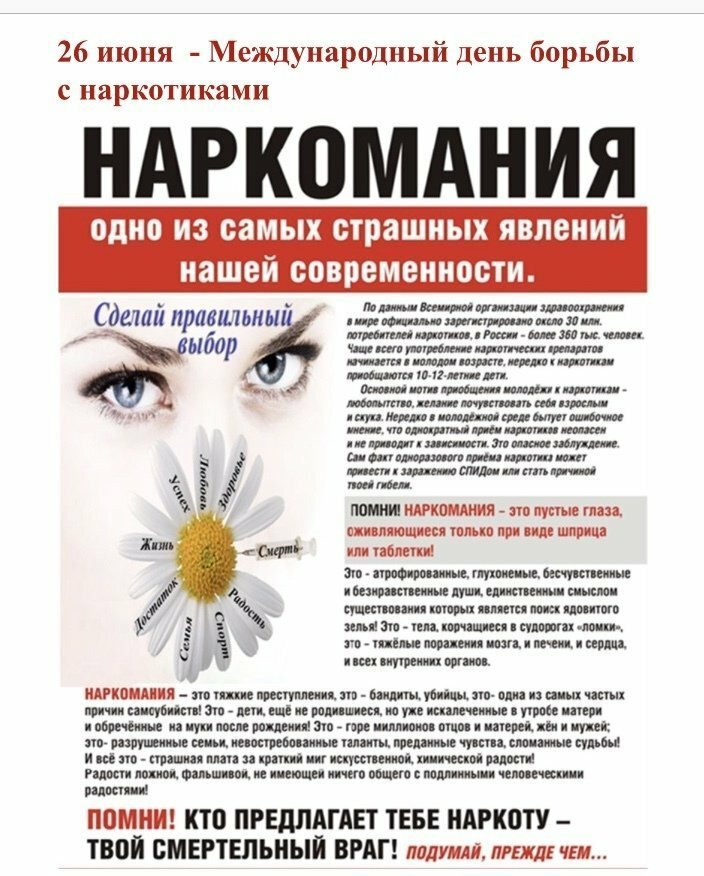 26 июня - Международный день борьбы
с наркотиками
НАРКОМАНИЯ
одно из самых страшных явлений
нашей современности.
Сделай правильный
выбор
Успех
Любовь
Здоровье
Жизнь
Смерть
Достаток
Семья
Спорт
Радость
По данным Всемирной организации здравоохранения
в мире официально зарегистрировано около 30 млн.
потребителей наркотиков, в России - более 360 тыс. человек.
Чаще всего употребление наркотических препаратов
начинается в молодом возрасте, нередко к наркотикам
приобщаются 10-12-летние дети.
Основной мотив приобщения молодёжи к наркотикам -
любопытство, желание почувствовать себя взрослым
и скука. Нередко в молодёжной среде бытует ошибочное
мнение, что однократный приём наркотиков неопасен
и не приводит к зависимости. Это опасное заблуждение.
Сам факт одноразового приёма наркотика может
привести к заражению СПИДом или стать причиной
твоей гибели.
ПОМНИ! НАРКОМАНИЯ - это пустые глаза,
оживляющиеся только при виде шприца
или таблетки!
Это - атрофированные, глухонемые, бесчувственные
и безнравственные души, единственным смыслом
существования которых является поиск ядовитого
зелья! Это - тела, корчащиеся в судорогах «ломки»,
это - тяжёлые поражения мозга, и печени, и сердца,
и всех внутренних органов.
НАРКОМАНИЯ – это тяжкие преступления, это - бандиты, убийцы, это- одна из самых частых
причин самоубийств! Это - дети, ещё не родившиеся, но уже искалеченные в утробе матери
и обречённые на муки после рождения! Это - горе миллионов отцов и матерей, жён и мужей;
это- разрушенные семьи, невостребованные таланты, преданные чувства, сломанные судьбы!
И всё это - страшная плата за краткий миг искусственной, химической радости!
Радости ложной, фальшивой, не имеющей ничего общего с подлинными человеческими
радостями!
ПОМНИ! КТО ПРЕДЛАГАЕТ ТЕБЕ НАРКОТУ –
ТВОЙ СМЕРТЕЛЬНЫЙ ВРАГ! ПОДУМАЙ, ПРЕЖДЕ ЧЕМ...